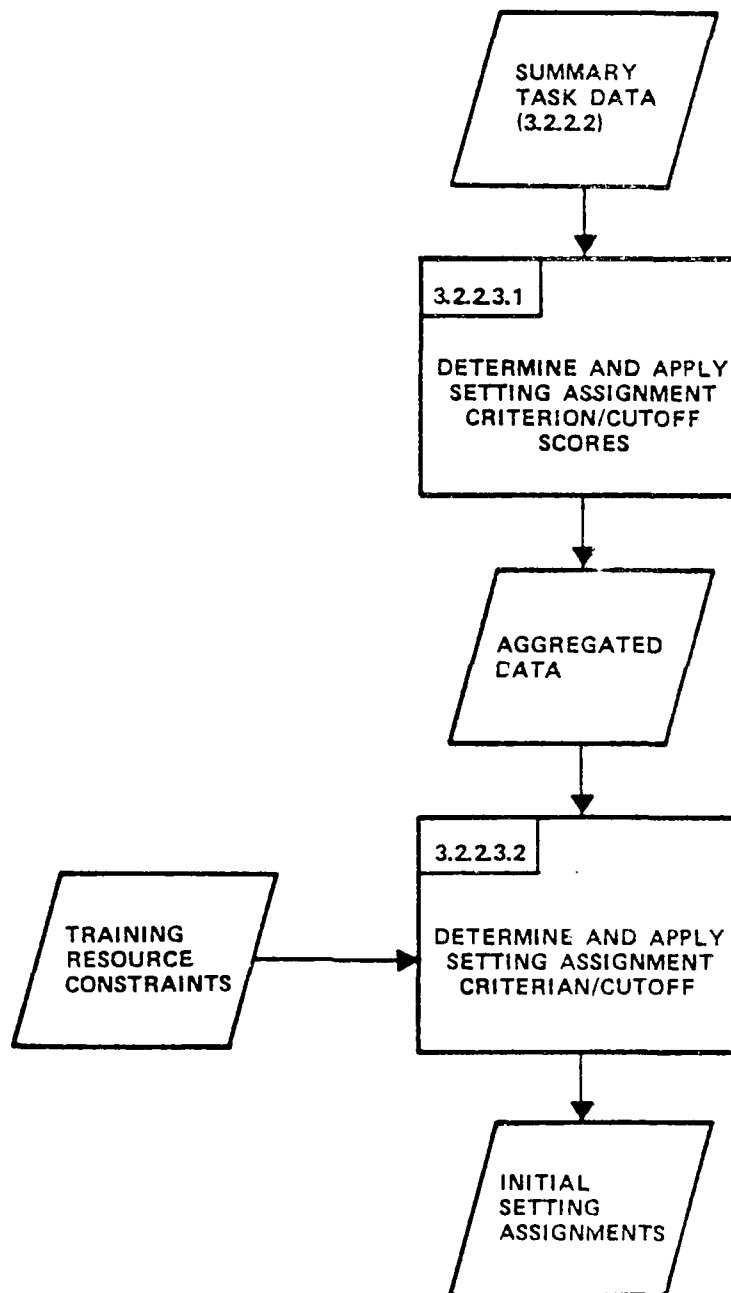 SUMMARY
TASK DATA
(3.2.2.2)
3.2.2.3.1
DETERMINE AND APPLY
SETTING ASSIGNMENT
CRITERION/CUTOFF
SCORES
AGGREGATED
DATA
3.2.2.3.2
TRAINING
RESOURCE
CONSTRAINTS
DETERMINE AND APPLY
SETTING ASSIGNMENT
CRITERIAN/CUTOFF
INITIAL
SETTING
ASSIGNMENTS